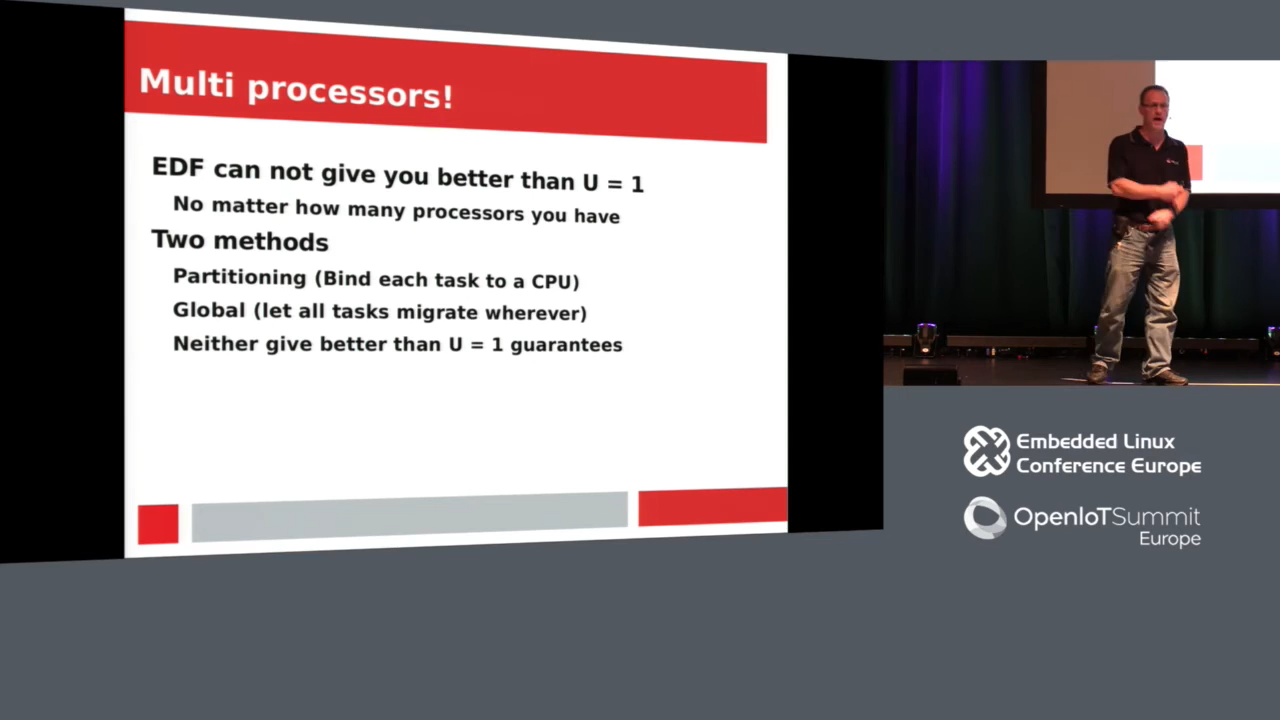 Multi processors!
EDF can not give you better than U = 1
No matter how many processors you have
Two methods
Partitioning (Bind each task to a CPU)
Global (let all tasks migrate wherever)
Neither give better than U = 1 guarantees
Embedded Linux
Conference Europe
OpenIoTSummit
Europe